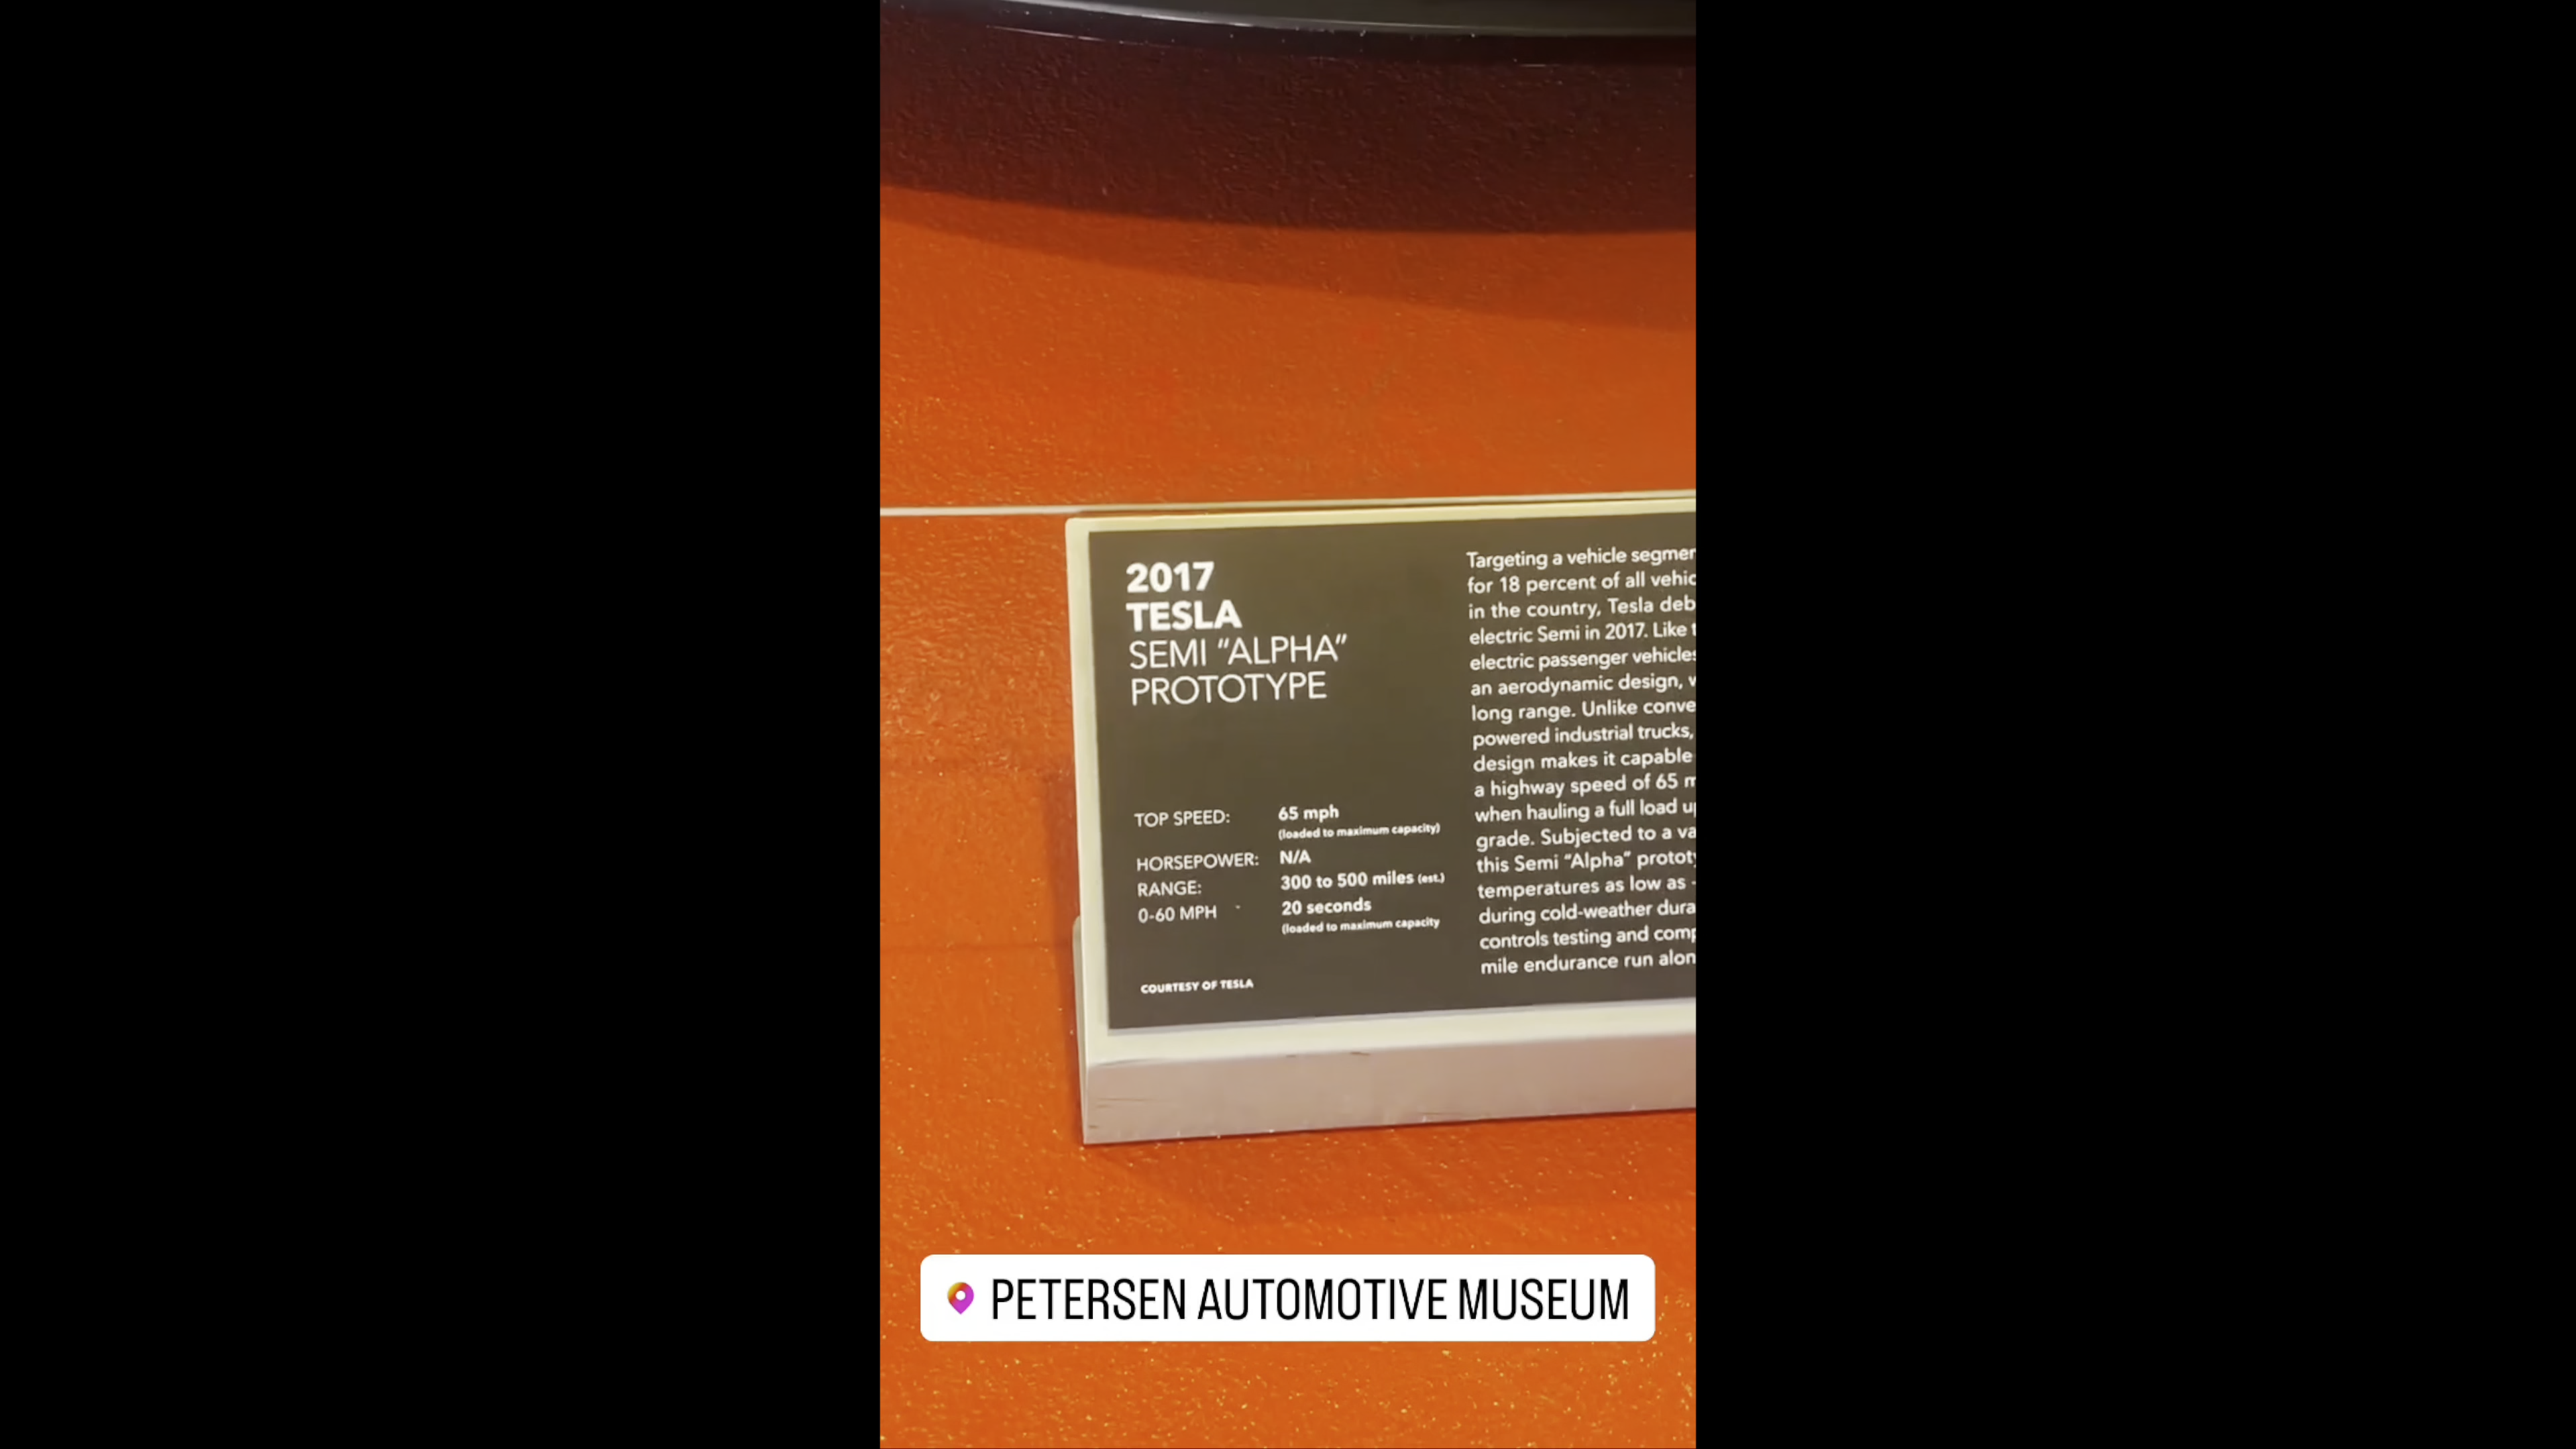 2017
TESLA
SEMI “ALPHA”
PROTOTYPE
TOP SPEED: 65 mph
(loaded to maximum capacity)
HORSEPOWER: N/A
RANGE: 300 to 500 miles (est.)
0-60 MPH 20 seconds
(loaded to maximum capacity
COURTESY OF TESLA
Targeting a vehicle
for 18 percent of all
in the country, Tesla
electric Semi in 2017. Like
electric passenger
an aerodynamic design,
long range. Unlike
powered industrial trucks,
design makes it capable
a highway speed of 65
when hauling a full load
grade. Subjected to a
this Semi “Alpha”
temperatures as low as -
during cold-weather
controls testing and
mile endurance run
PETERSEN AUTOMOTIVE MUSEUM